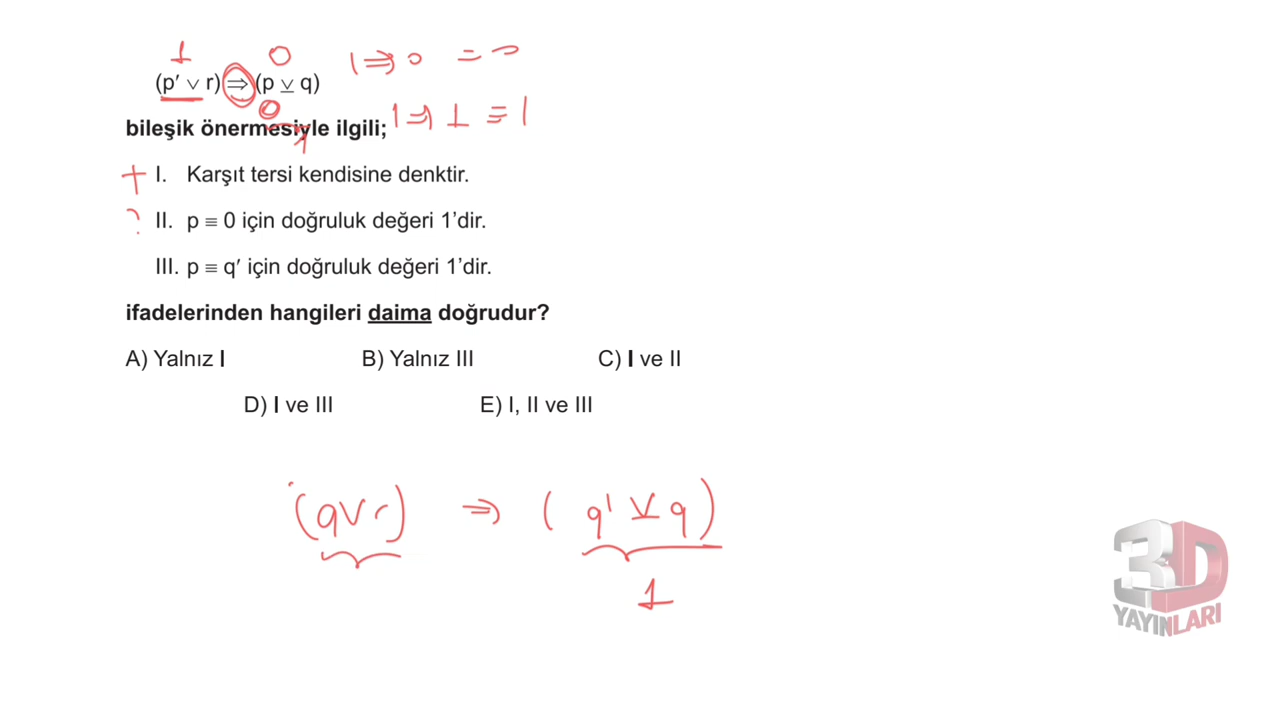 1 0 1 ⇒ 0 = 0
(p′ ∨ r) ⇒ (p ⊻ q)
0
1 ⇒ 1 ≡ 1
bileşik önermesiyle ilgili;
1
+ I. Karşıt tersi kendisine denktir.
? II. p ≡ 0 için doğruluk değeri 1’dir.
III. p ≡ q′ için doğruluk değeri 1’dir.
ifadelerinden hangileri daima doğrudur?
A) Yalnız I B) Yalnız III C) I ve II
D) I ve III E) I, II ve III
(q ∨ r) ⇒ (q′ ⊻ q)
1
3D
YAYINLARI